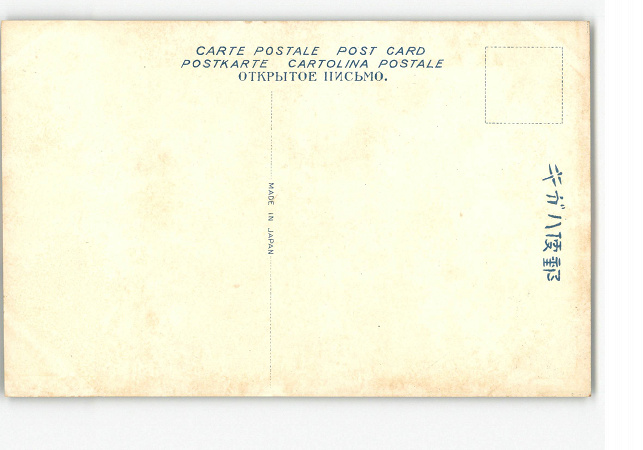 CARTE POSTALE POST CARD
POSTKARTE CARTOLINA POSTALE
ОТКРЫТОЕ ПИСЬМО.
MADE IN JAPAN
郵便ハガキ